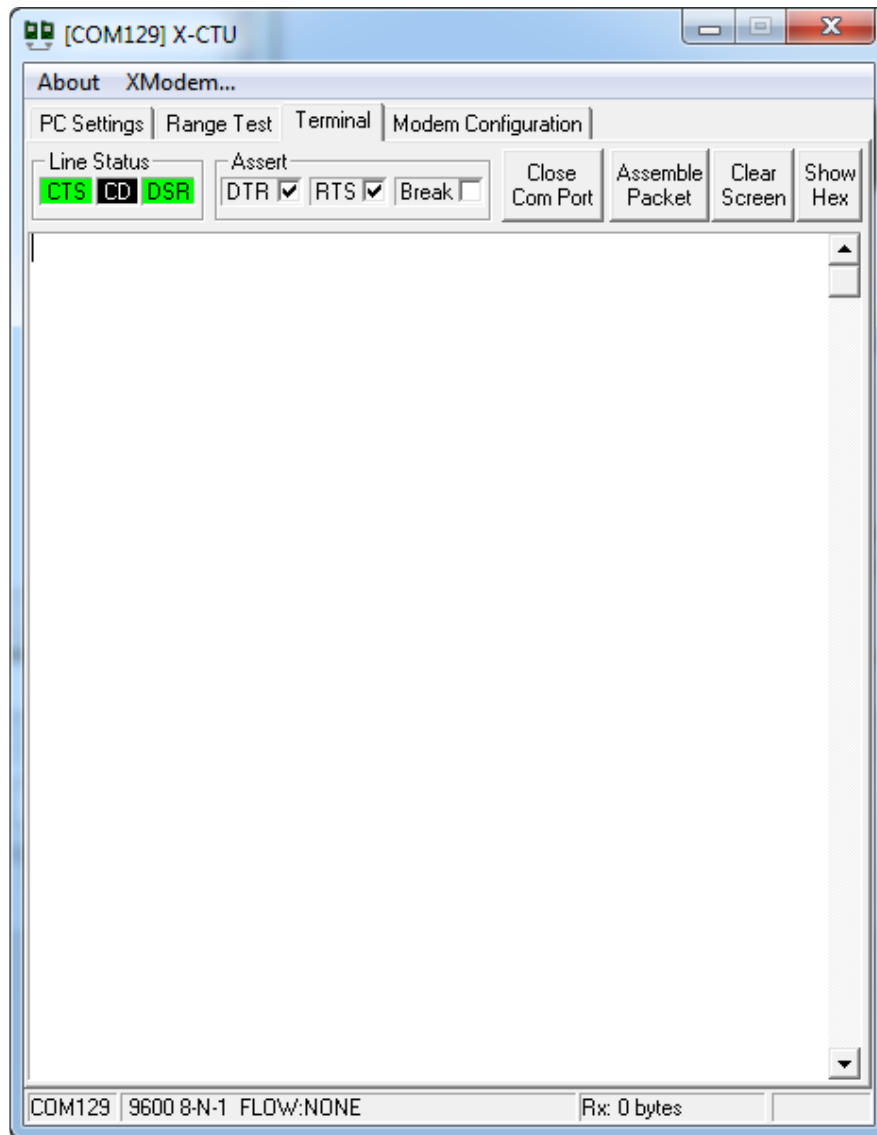 [COM129] X-CTU
About XModem...
PC Settings Range Test Terminal Modem Configuration
Line Status Assert
CTS CD DSR DTR RTS Break
Close Com Port
Assemble Packet
Clear Screen
Show Hex
COM129 9600 8-N-1 FLOW:NONE Rx: 0 bytes